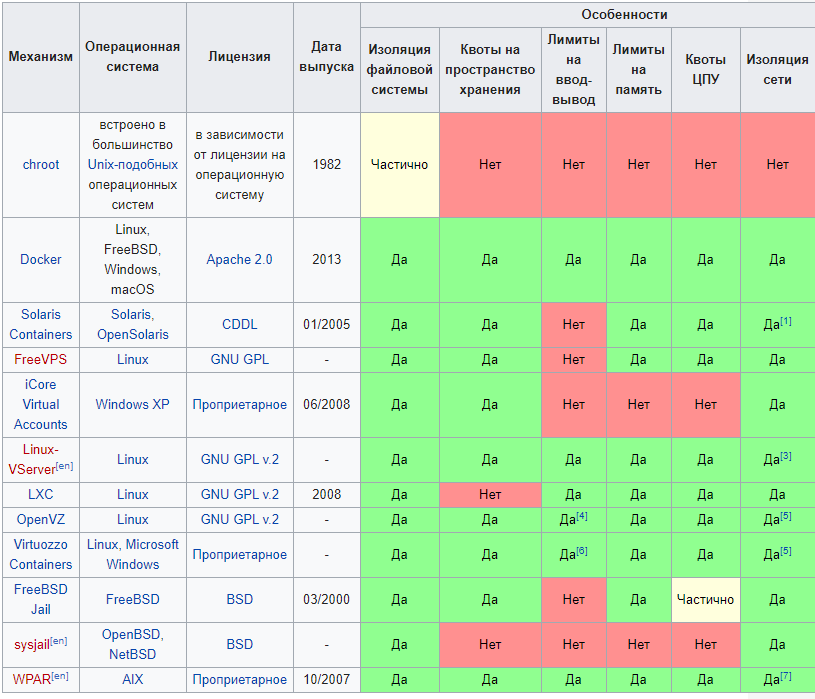 Механизм
Операционная
система
Лицензия
Дата
выпуска
Особенности
Изоляция
файловой
системы
Квоты на
пространство
хранения
Лимиты
на
ввод-
вывод
Лимиты
на
память
Квоты
ЦПУ
Изоляция
сети
chroot
встроено в
большинство
Unix-подобных
операционных
систем
в зависимости
от лицензии на
операционную
систему
1982
Частично
Нет
Нет
Нет
Нет
Нет
Docker
Linux,
FreeBSD,
Windows,
macOS
Apache 2.0
2013
Да
Да
Да
Да
Да
Да
Solaris
Containers
Solaris,
OpenSolaris
CDDL
01/2005
Да
Да
Нет
Да
Да
Да[1]
FreeVPS
Linux
GNU GPL
-
Да
Да
Нет
Да
Да
Да
iCore
Virtual
Accounts
Windows XP
Проприетарное
06/2008
Да
Да
Нет
Нет
Нет
Да
Linux-
VServer[en]
Linux
GNU GPL v.2
-
Да
Да
Да
Да
Да
Да[3]
LXC
Linux
GNU GPL v.2
2008
Да
Нет
Да
Да
Да
Да
OpenVZ
Linux
GNU GPL v.2
-
Да
Да
Да[4]
Да
Да
Да[5]
Virtuozzo
Containers
Linux, Microsoft
Windows
Проприетарное
-
Да
Да
Да[6]
Да
Да
Да[5]
FreeBSD
Jail
FreeBSD
BSD
03/2000
Да
Да
Нет
Да
Частично
Да
sysjail[en]
OpenBSD,
NetBSD
BSD
-
Да
Нет
Нет
Нет
Нет
Да
WPAR[en]
AIX
Проприетарное
10/2007
Да
Да
Да
Да
Да
Да[7]